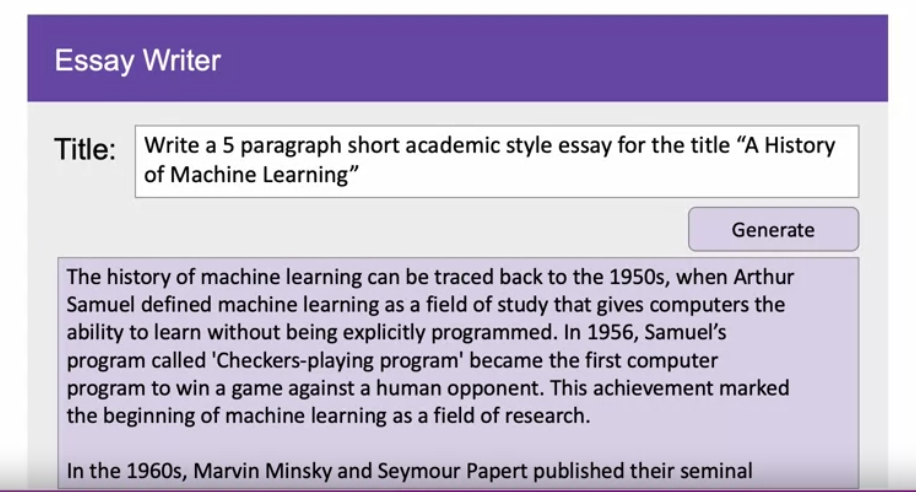 Essay Writer
Title:
Write a 5 paragraph short academic style essay for the title “A History
of Machine Learning”
Generate
The history of machine learning can be traced back to the 1950s, when Arthur
Samuel defined machine learning as a field of study that gives computers the
ability to learn without being explicitly programmed. In 1956, Samuel’s
program called 'Checkers-playing program' became the first computer
program to win a game against a human opponent. This achievement marked
the beginning of machine learning as a field of research.
In the 1960s, Marvin Minsky and Seymour Papert published their seminal